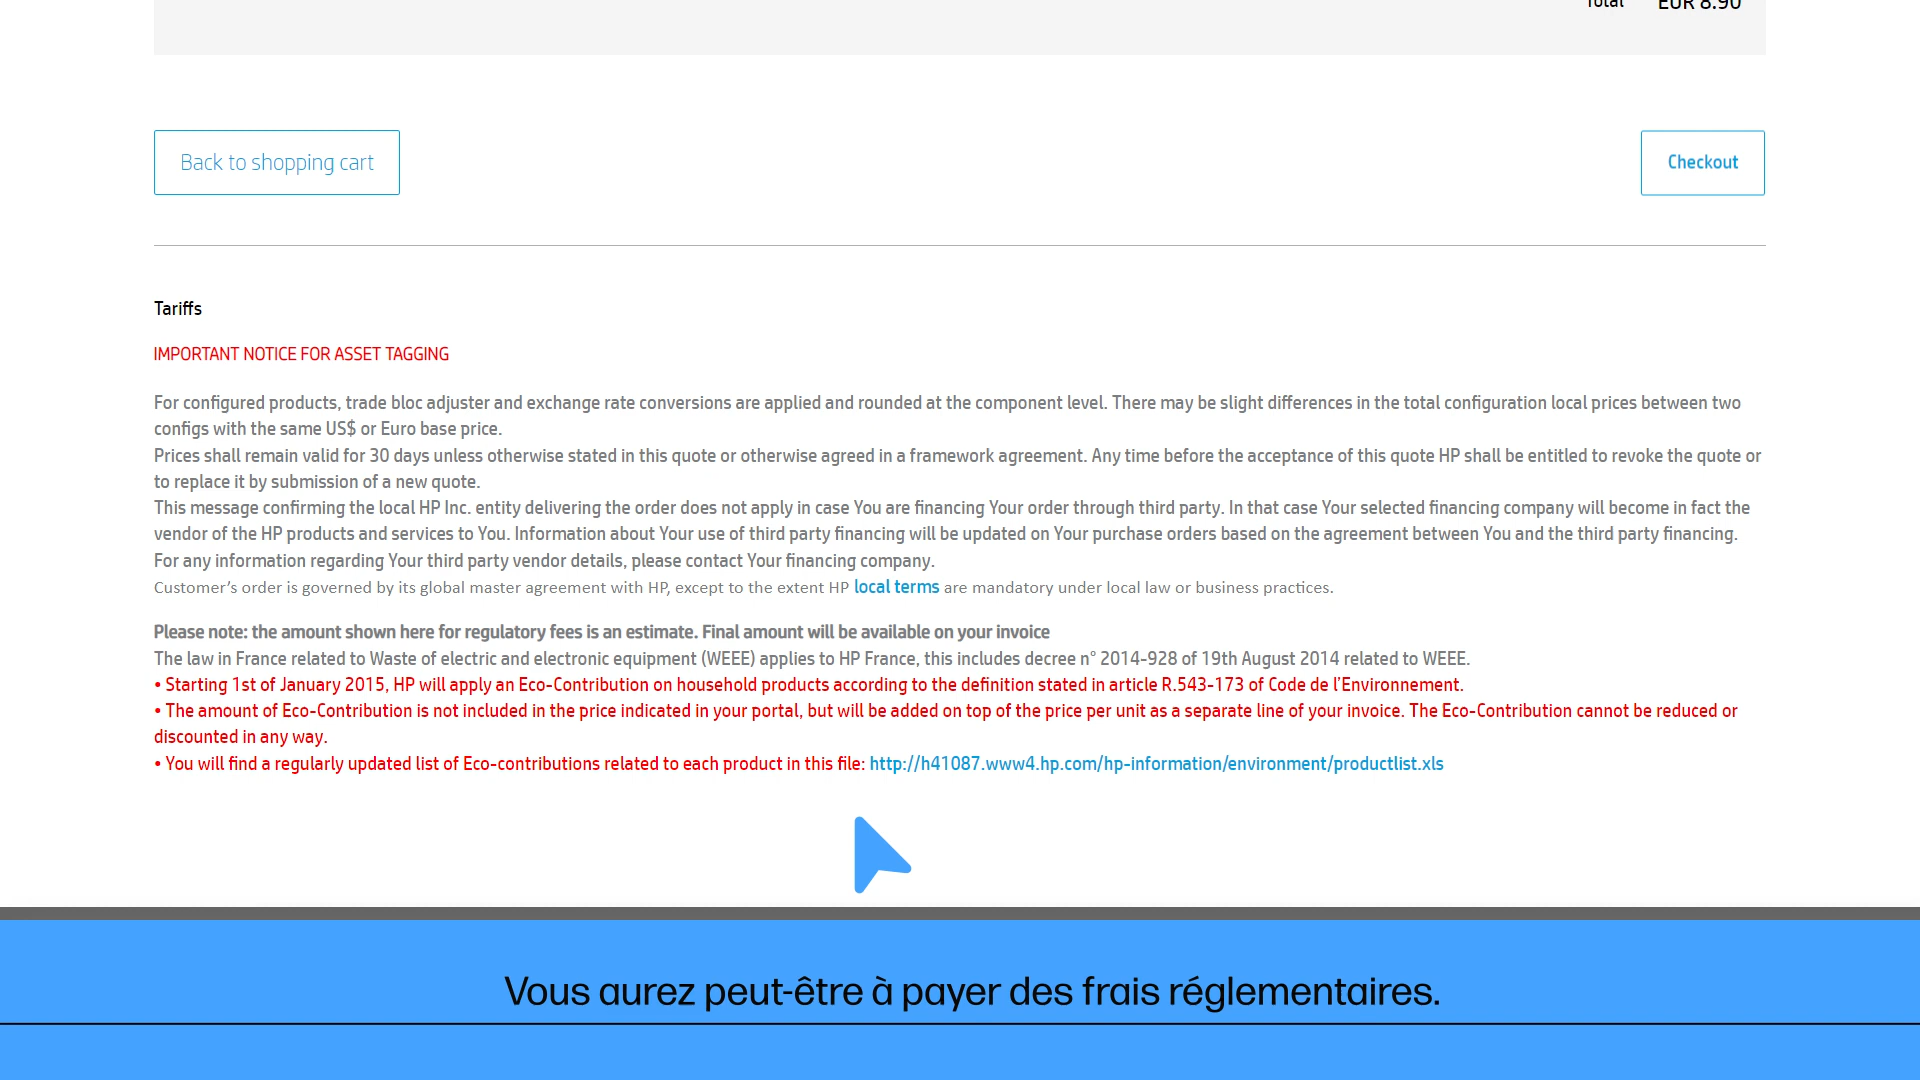 Total EUR 8.90
Back to shopping cart
Checkout
Tariffs
IMPORTANT NOTICE FOR ASSET TAGGING
For configured products, trade bloc adjuster and exchange rate conversions are applied and rounded at the component level. There may be slight differences in the total configuration local prices between two
configs with the same US$ or Euro base price.
Prices shall remain valid for 30 days unless otherwise stated in this quote or otherwise agreed in a framework agreement. Any time before the acceptance of this quote HP shall be entitled to revoke the quote or
to replace it by submission of a new quote.
This message confirming the local HP Inc. entity delivering the order does not apply in case You are financing Your order through third party. In that case Your selected financing company will become in fact the
vendor of the HP products and services to You. Information about Your use of third party financing will be updated on Your purchase orders based on the agreement between You and the third party financing.
For any information regarding Your third party vendor details, please contact Your financing company.
Customer’s order is governed by its global master agreement with HP, except to the extent HP local terms are mandatory under local law or business practices.
Please note: the amount shown here for regulatory fees is an estimate. Final amount will be available on your invoice
The law in France related to Waste of electric and electronic equipment (WEEE) applies to HP France, this includes decree n° 2014-928 of 19th August 2014 related to WEEE.
• Starting 1st of January 2015, HP will apply an Eco-Contribution on household products according to the definition stated in article R.543-173 of Code de l’Environnement.
• The amount of Eco-Contribution is not included in the price indicated in your portal, but will be added on top of the price per unit as a separate line of your invoice. The Eco-Contribution cannot be reduced or
discounted in any way.
• You will find a regularly updated list of Eco-contributions related to each product in this file: http://h41087.www4.hp.com/hp-information/environment/productlist.xls
Vous aurez peut-être à payer des frais réglementaires.